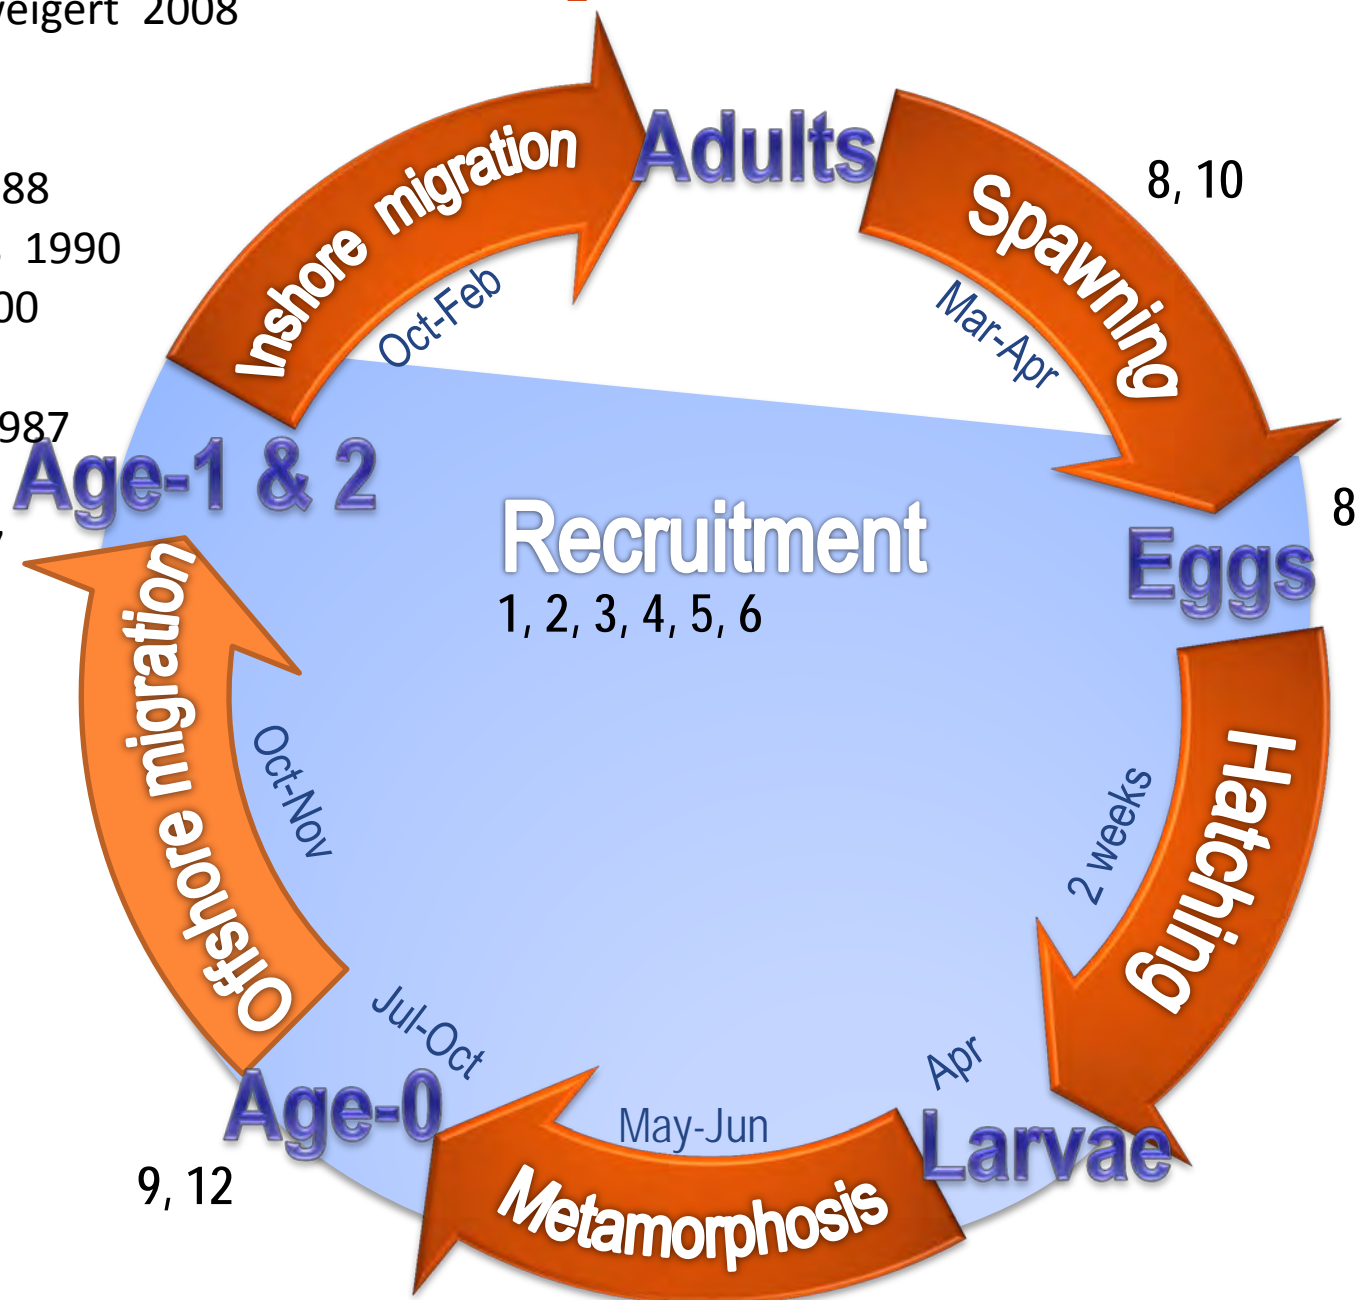 2008
88
1990
00
987
Adults
Inshore migration
Oct-Feb
Spawning
8, 10
Mar-Apr
Age-1 & 2
Recruitment
1, 2, 3, 4, 5, 6
8
Eggs
Offshore migration
Oct-Nov
Hatching
2 weeks
Jul-Oct
Apr
Age-0
May-Jun
Larvae
9, 12
Metamorphosis